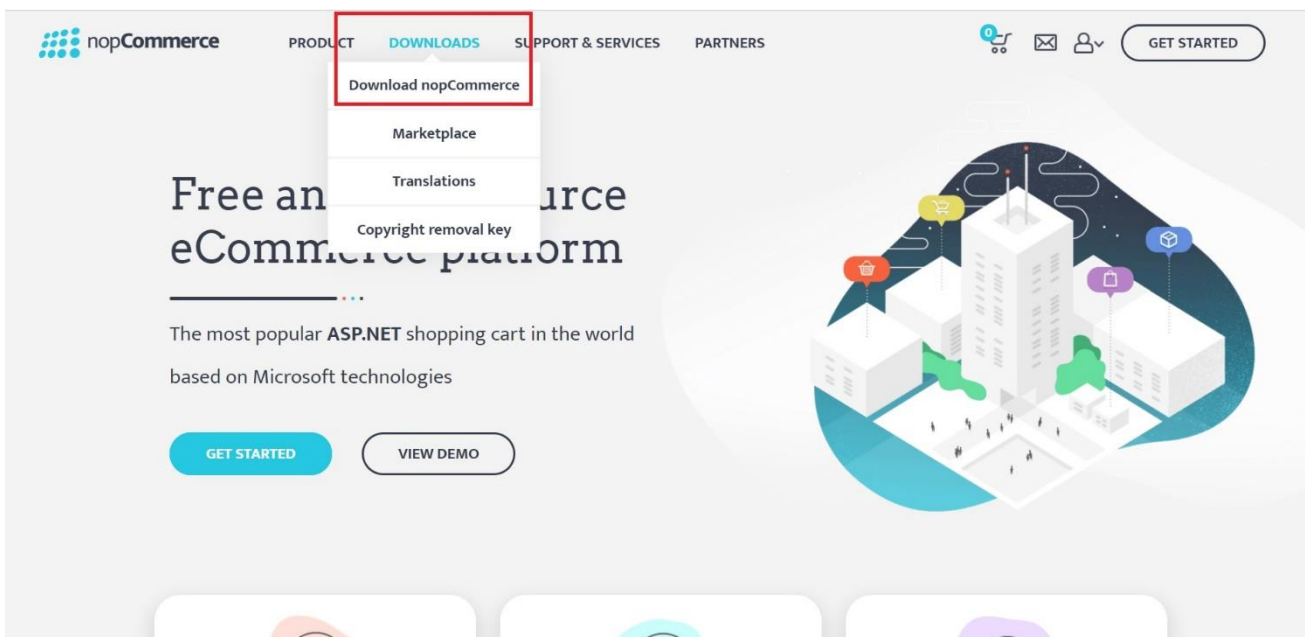 nopCommerce
PRODUCT DOWNLOADS SUPPORT & SERVICES PARTNERS
0
GET STARTED
Download nopCommerce
Marketplace
Translations
Copyright removal key
Free an urce
eCommerce platform
The most popular ASP.NET shopping cart in the world
based on Microsoft technologies
GET STARTED VIEW DEMO